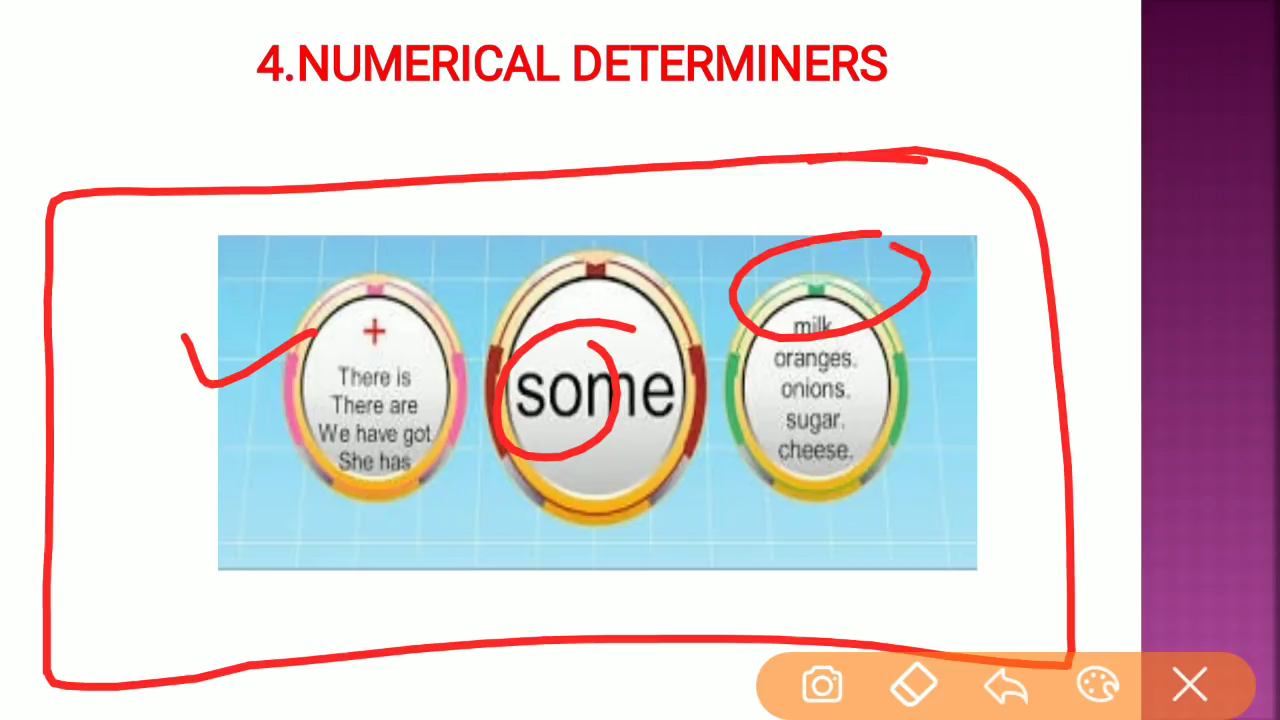 4.NUMERICAL DETERMINERS
+
There is
There are
We have got
She has
some
milk
oranges.
onions.
sugar.
cheese.